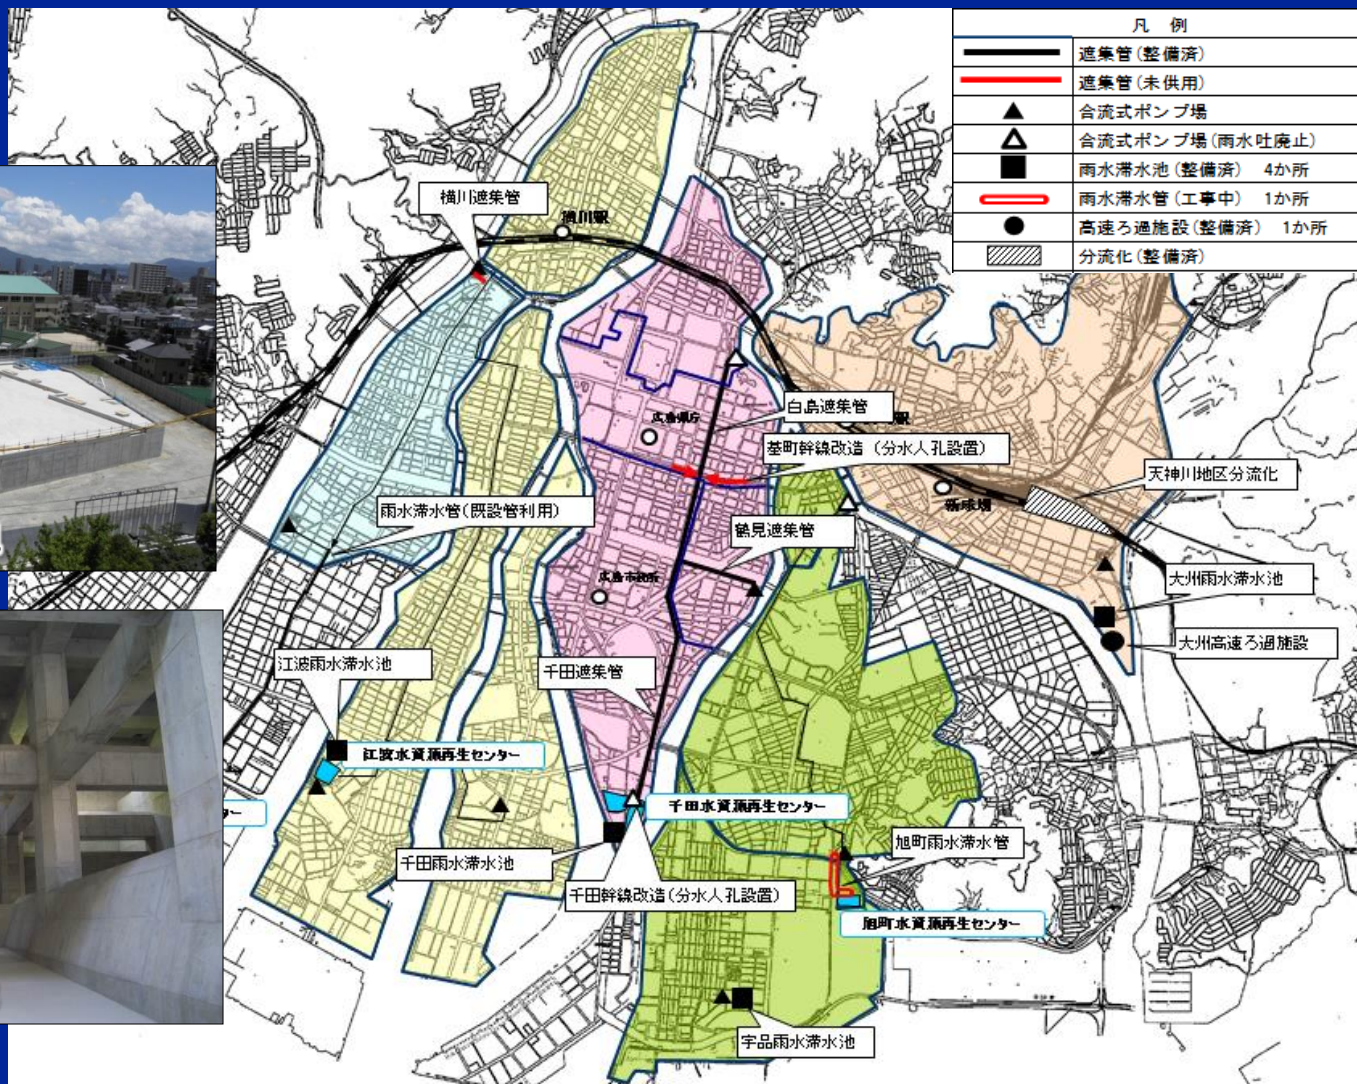 凡 例
遮集管(整備済)
遮集管(未供用)
合流式ポンプ場
合流式ポンプ場(雨水吐廃止)
雨水滞水池(整備済) 4か所
雨水滞水管(工事中) 1か所
高速ろ過施設(整備済) 1か所
分流化(整備済)
横川遮集管
横川駅
白島遮集管
広島県庁
駅
基町幹線改造(分水人孔設置)
天神川地区分流化
新球場
雨水滞水管(既設管利用)
鶴見遮集管
広島市役所
大州雨水滞水池
大州高速ろ過施設
江波雨水滞水池
千田遮集管
江波水資源再生センター
千田水資源再生センター
ター
旭町雨水滞水管
千田雨水滞水池
千田幹線改造(分水人孔設置)
旭町水資源再生センター
宇品雨水滞水池